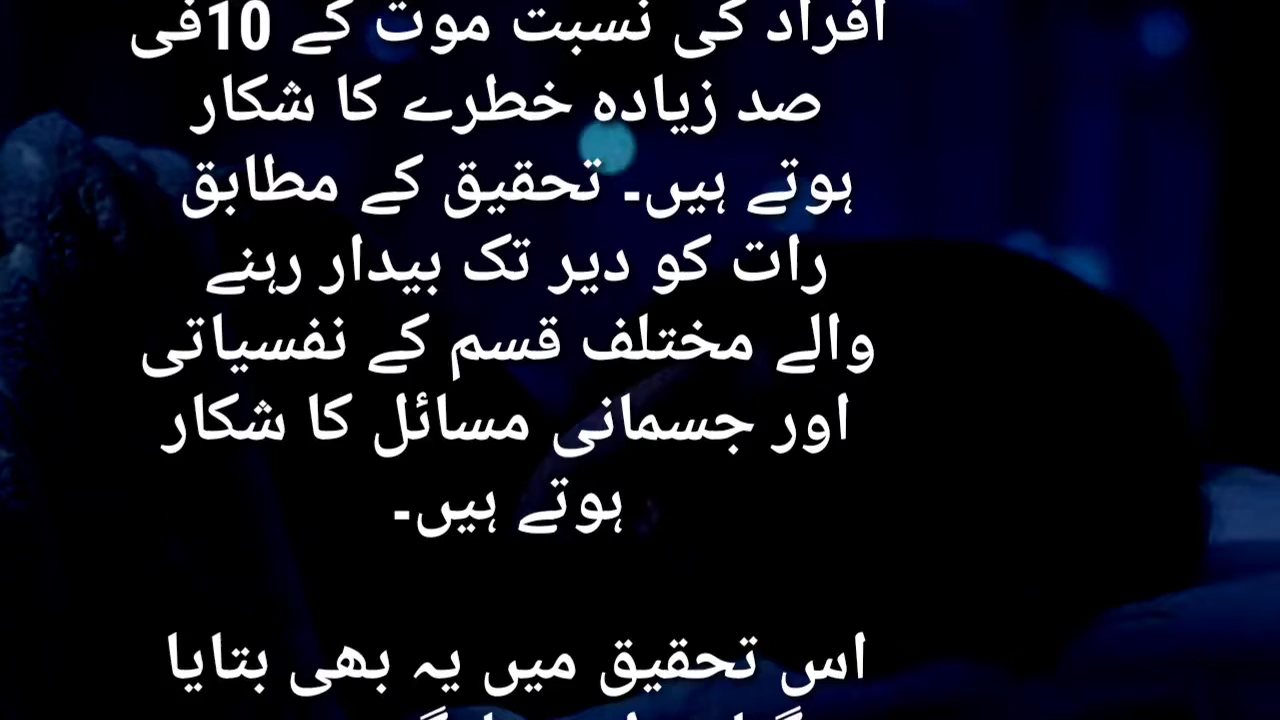 افراد کی نسبت موت کے 10فی
صد زیادہ خطرے کا شکار
ہوتے ہیں۔ تحقیق کے مطابق
رات کو دیر تک بیدار رہنے
والے مختلف قسم کے نفسیاتی
اور جسمانی مسائل کا شکار
ہوتے ہیں۔
اس تحقیق میں یہ بھی بتایا